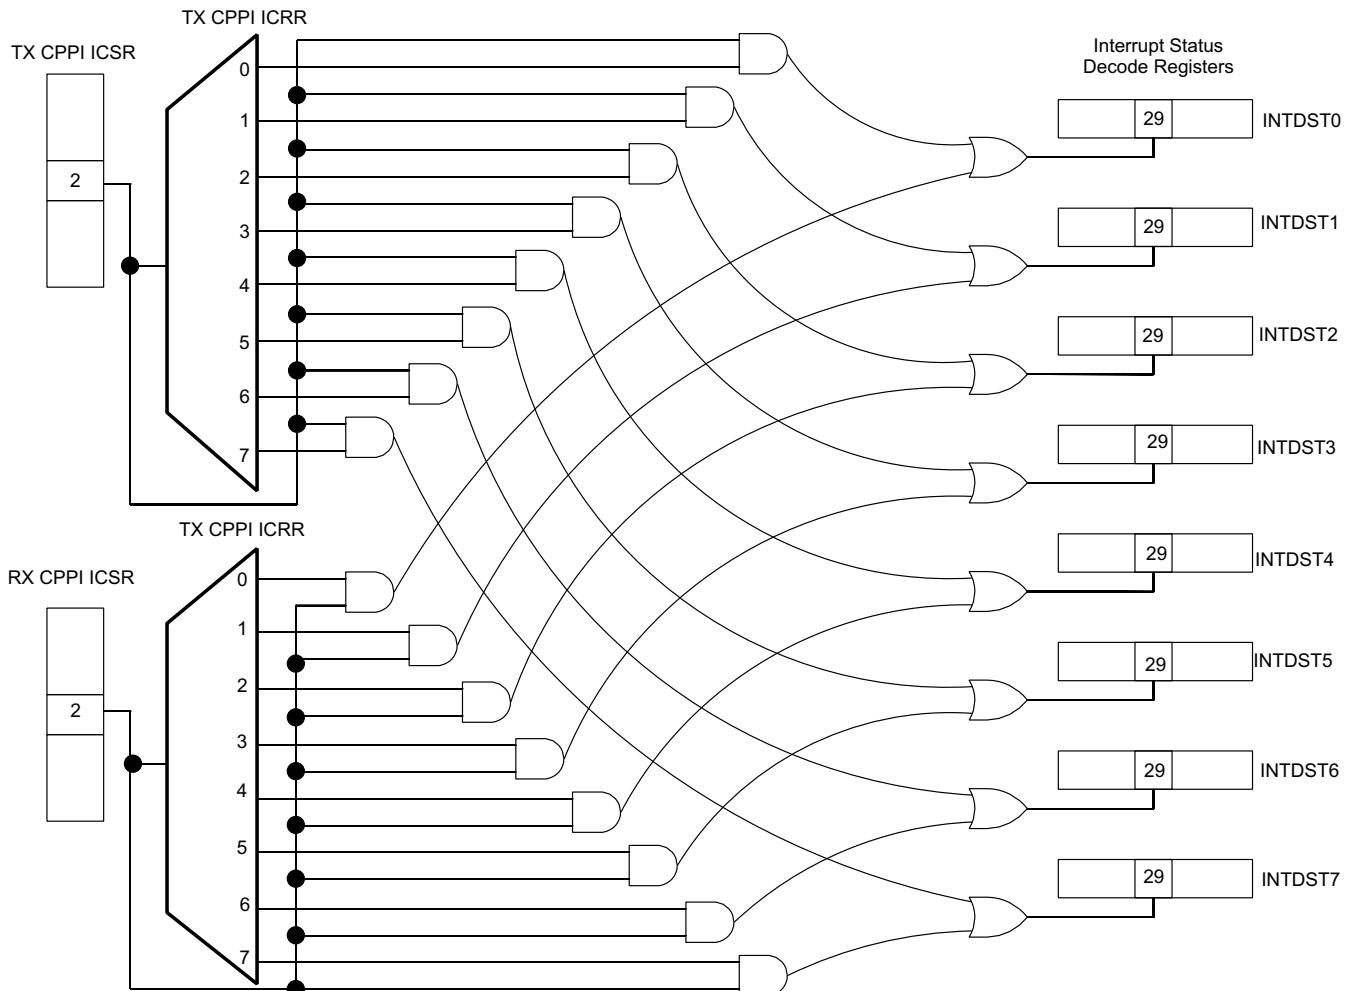 TX CPPI ICRR
TX CPPI ICSR
2
0
1
2
3
4
5
6
7
TX CPPI ICRR
RX CPPI ICSR
2
0
1
2
3
4
5
6
7
Interrupt Status
Decode Registers
29
INTDST0
29
INTDST1
29
INTDST2
29
INTDST3
29
INTDST4
29
INTDST5
29
INTDST6
29
INTDST7